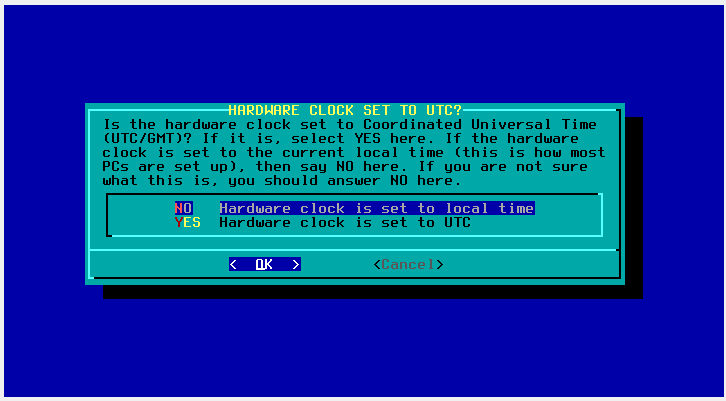 HARDWARE CLOCK SET TO UTC?
Is the hardware clock set to Coordinated Universal Time
(UTC/GMT)? If it is, select YES here. If the hardware
clock is set to the current local time (this is how most
PCs are set up), then say NO here. If you are not sure
what this is, you should answer NO here.
NO Hardware clock is set to local time
YES Hardware clock is set to UTC
< OK > <Cancel>